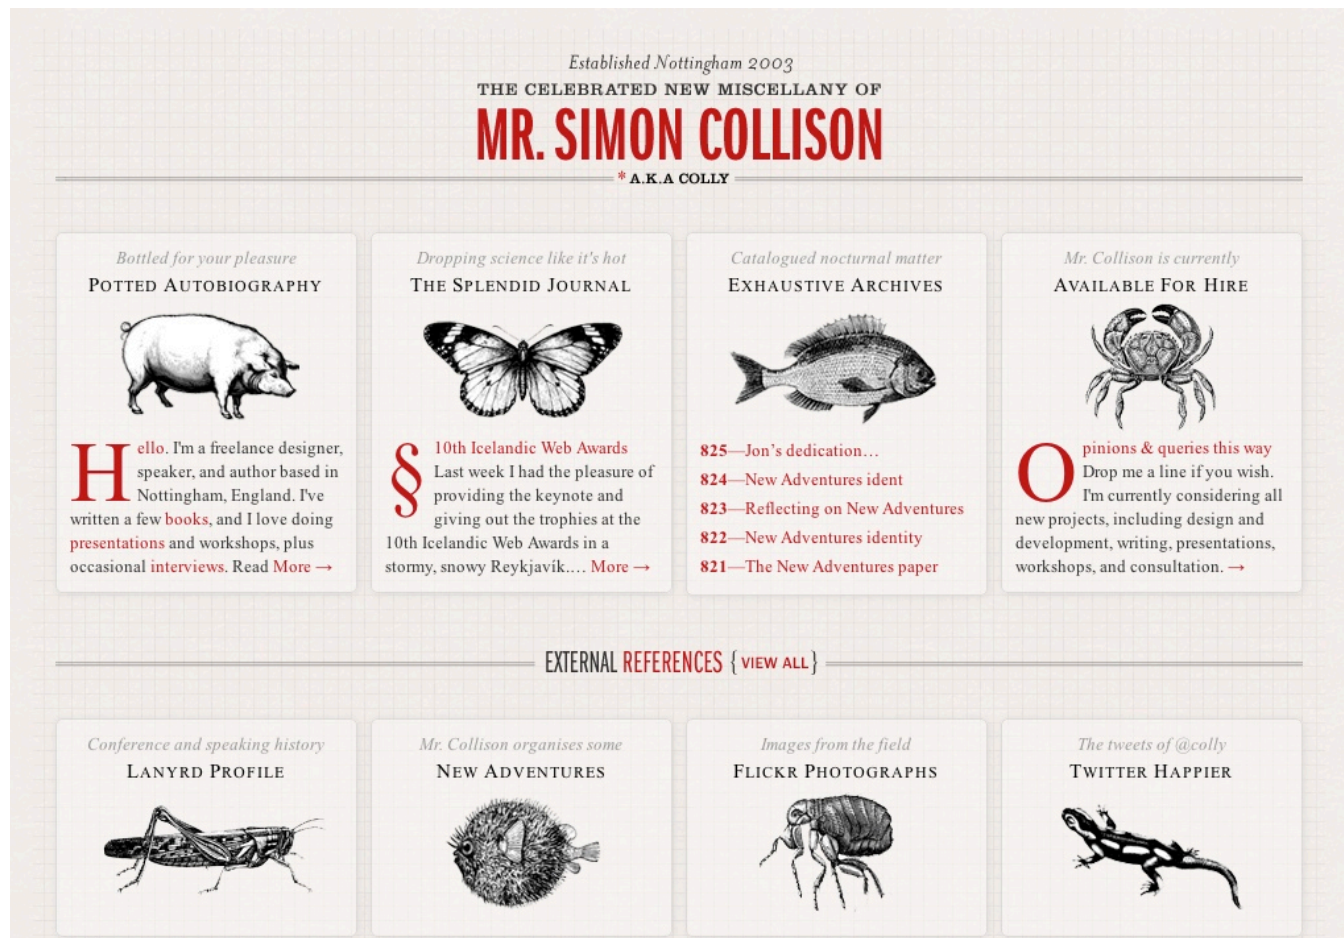 Established Nottingham 2003
THE CELEBRATED NEW MISCELLANY OF
MR. SIMON COLLISON
* A.K.A COLLY
Bottled for your pleasure
POTTED AUTOBIOGRAPHY
Hello. I'm a freelance designer,
speaker, and author based in
Nottingham, England. I've
written a few books, and I love doing
presentations and workshops, plus
occasional interviews. Read More →
Dropping science like it's hot
THE SPLENDID JOURNAL
§ 10th Icelandic Web Awards
Last week I had the pleasure of
providing the keynote and
giving out the trophies at the
10th Icelandic Web Awards in a
stormy, snowy Reykjavík.… More →
Catalogued nocturnal matter
EXHAUSTIVE ARCHIVES
825—Jon’s dedication…
824—New Adventures ident
823—Reflecting on New Adventures
822—New Adventures identity
821—The New Adventures paper
Mr. Collison is currently
AVAILABLE FOR HIRE
Opinions & queries this way
Drop me a line if you wish.
I'm currently considering all
new projects, including design and
development, writing, presentations,
workshops, and consultation. →
EXTERNAL REFERENCES { VIEW ALL }
Conference and speaking history
LANYRD PROFILE
Mr. Collison organises some
NEW ADVENTURES
Images from the field
FLICKR PHOTOGRAPHS
The tweets of @colly
TWITTER HAPPIER